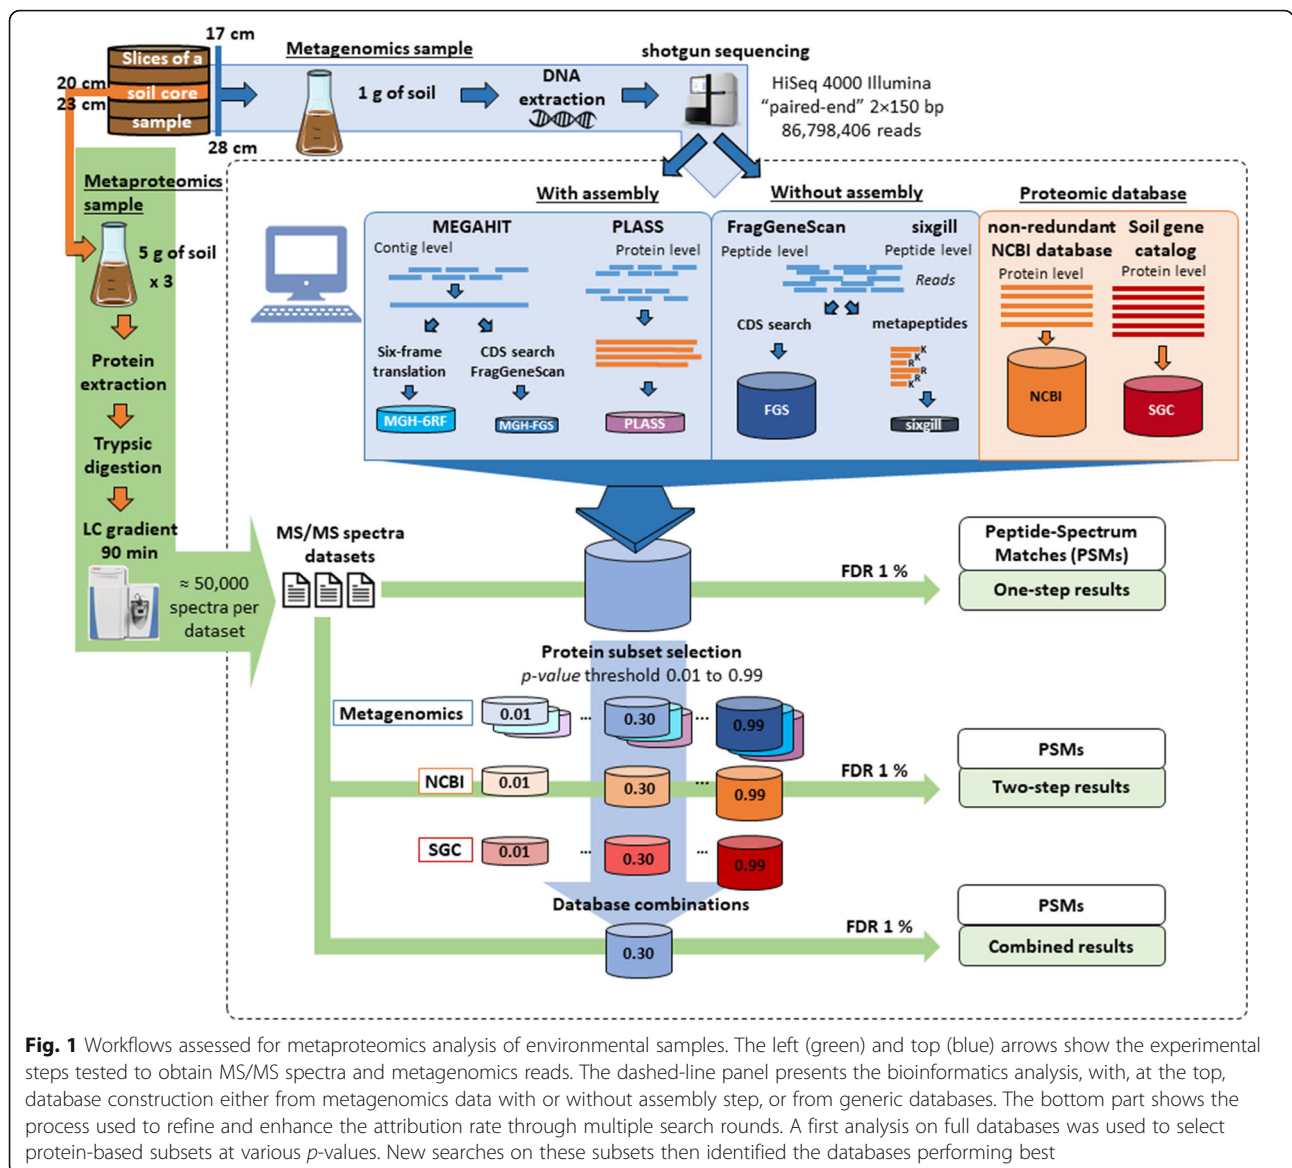 17 cm
Slices of a
soil core
sample
20 cm
23 cm
28 cm
Metagenomics sample
1 g of soil
DNA
extraction
shotgun sequencing
HiSeq 4000 Illumina
“paired-end” 2×150 bp
86,798,406 reads
Metaproteomics
sample
5 g of soil
x 3
Protein
extraction
Trypsic
digestion
LC gradient
90 min
≈ 50,000
spectra per
dataset
With assembly
Without assembly
Proteomic database
MEGAHIT
Contig level
PLASS
Protein level
FragGeneScan
Peptide level
sixgill
Peptide level
Reads
non-redundant
NCBI database
Protein level
Soil gene
catalog
Protein level
Six-frame
translation
CDS search
FragGeneScan
CDS search
metapeptides
K
K
R
R
R
K
MGH-6RF
MGH-FGS
PLASS
FGS
sixgill
NCBI
SGC
MS/MS spectra
datasets
FDR 1 %
Peptide-Spectrum
Matches (PSMs)
One-step results
Protein subset selection
p-value threshold 0.01 to 0.99
Metagenomics
0.01
...
0.30
...
0.99
NCBI
0.01
0.30
...
0.99
FDR 1 %
PSMs
Two-step results
SGC
0.01
...
0.30
...
0.99
Database combinations
0.30
FDR 1 %
PSMs
Combined results
Fig. 1 Workflows assessed for metaproteomics analysis of environmental samples. The left (green) and top (blue) arrows show the experimental
steps tested to obtain MS/MS spectra and metagenomics reads. The dashed-line panel presents the bioinformatics analysis, with, at the top,
database construction either from metagenomics data with or without assembly step, or from generic databases. The bottom part shows the
process used to refine and enhance the attribution rate through multiple search rounds. A first analysis on full databases was used to select
protein-based subsets at various p-values. New searches on these subsets then identified the databases performing best